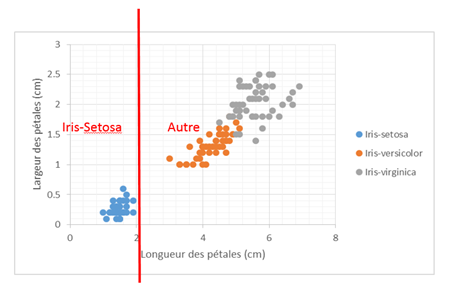 3
2.5
2
1.5
1
0.5
0
Largeur des pétales (cm)
Iris-Setosa
Autre
0 2 4 6 8
Longueur des pétales (cm)
Iris-setosa
Iris-versicolor
Iris-virginica